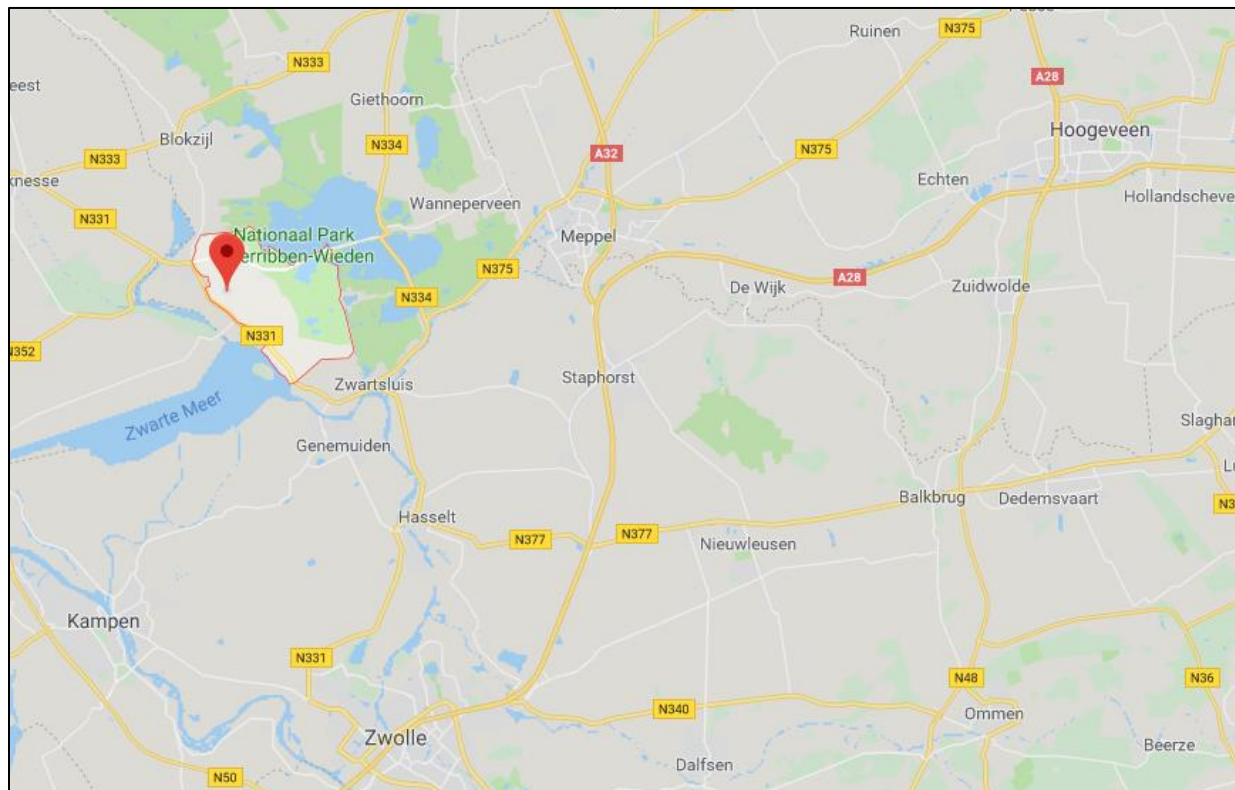 Ruinen
N375
N333
A28
eest
Giethoorn
Hoogeveen
Blokzijl
N334
N333
A32
N375
Echten
knesse
Hollandscheve
Wanneperveen
N331
Nationaal Park
erribben-Wieden
Meppel
N375
A28
De Wijk
Zuidwolde
N334
N331
N352
Staphorst
Zwartsluis
Zwarte Meer
Genemuiden
Slaghar
Balkbrug
Dedemsvaart
Hasselt
N377
N377
Nieuwleusen
Kampen
N331
N48
N36
N340
Ommen
Zwolle
Beerze
Dalfsen
N50